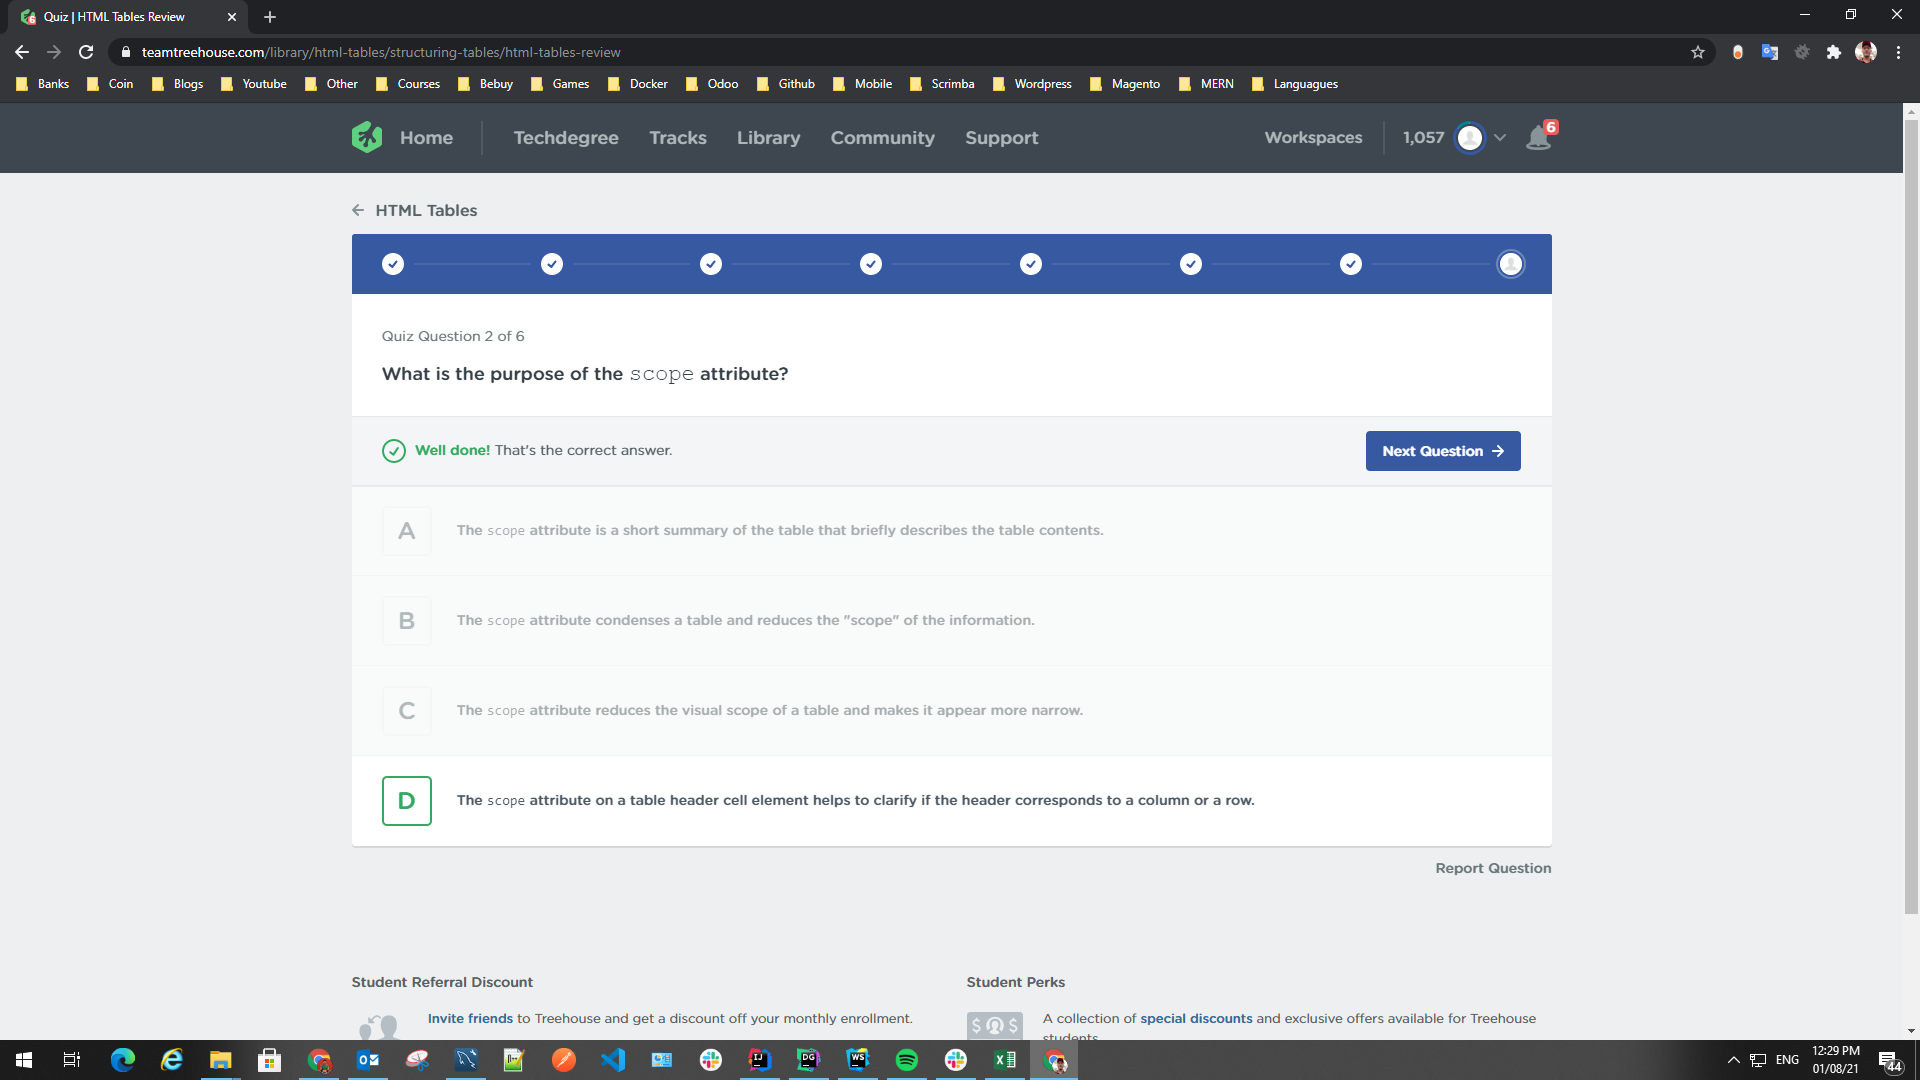 Quiz | HTML Tables Review
teamtreehouse.com/library/html-tables/structuring-tables/html-tables-review
Banks Coin Blogs Youtube Other Courses Bebuy Games Docker Odoo Github Mobile Scrimba Wordpress Magento MERN Languagues
Home Techdegree Tracks Library Community Support Workspaces 1,057 6
HTML Tables
Quiz Question 2 of 6
What is the purpose of the scope attribute?
Well done! That's the correct answer.
Next Question
A The scope attribute is a short summary of the table that briefly describes the table contents.
B The scope attribute condenses a table and reduces the "scope" of the information.
C The scope attribute reduces the visual scope of a table and makes it appear more narrow.
D The scope attribute on a table header cell element helps to clarify if the header corresponds to a column or a row.
Report Question
Student Referral Discount
Invite friends to Treehouse and get a discount off your monthly enrollment.
Student Perks
A collection of special discounts and exclusive offers available for Treehouse
students
ENG
12:29 PM
01/08/21
44